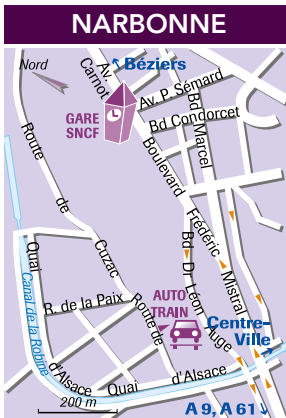 NARBONNE
Nord
Av.
Carnot
Béziers
Av. P. Sémard
GARE
SNCF
Bd Condorcet
Bd Marcel
Boulevard Frédéric Mistral
Route de Cuzac
Quai
Canal de la Robine
R. de la Paix
Route de
AUTO
TRAIN
Bd Dr Léon Auge
Centre-
Ville
d'Alsace
Quai d'Alsace
200 m
A 9, A 61